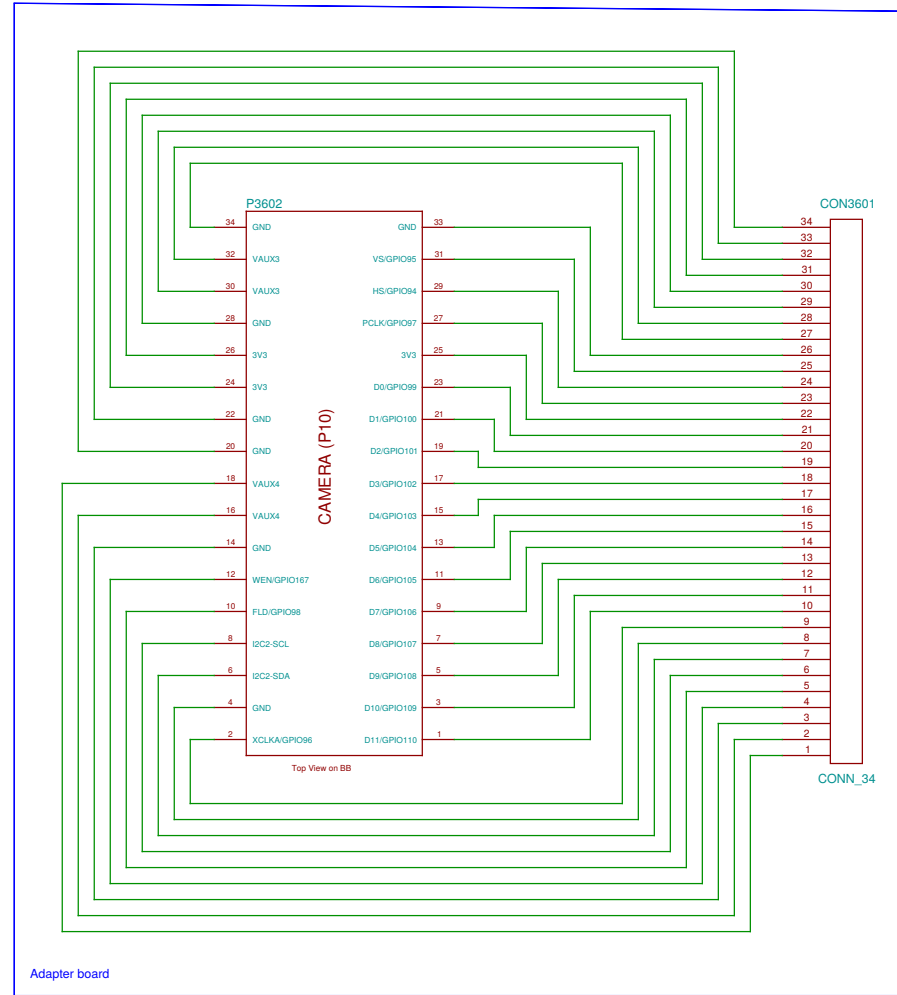 P3602
CON3601
34 GND GND 33
34
33
32 VAUX3 VS/GPIO95 31
32
31
30 VAUX3 HS/GPIO94 29
30
29
28 GND PCLK/GPIO97 27
28
27
26 3V3 3V3 25
26
25
24 3V3 D0/GPIO99 23
24
23
22 GND D1/GPIO100 21
22
21
20 GND D2/GPIO101 19
20
19
18 VAUX4 D3/GPIO102 17
18
17
16 VAUX4 D4/GPIO103 15
16
15
14 GND D5/GPIO104 13
14
13
12 WEN/GPIO167 D6/GPIO105 11
12
11
10 FLD/GPIO98 D7/GPIO106 9
10
9
8 I2C2-SCL D8/GPIO107 7
8
7
6 I2C2-SDA D9/GPIO108 5
6
5
4 GND D10/GPIO109 3
4
3
2 XCLKA/GPIO96 D11/GPIO110 1
2
1
CAMERA (P10)
Top View on BB
CONN_34
Adapter board